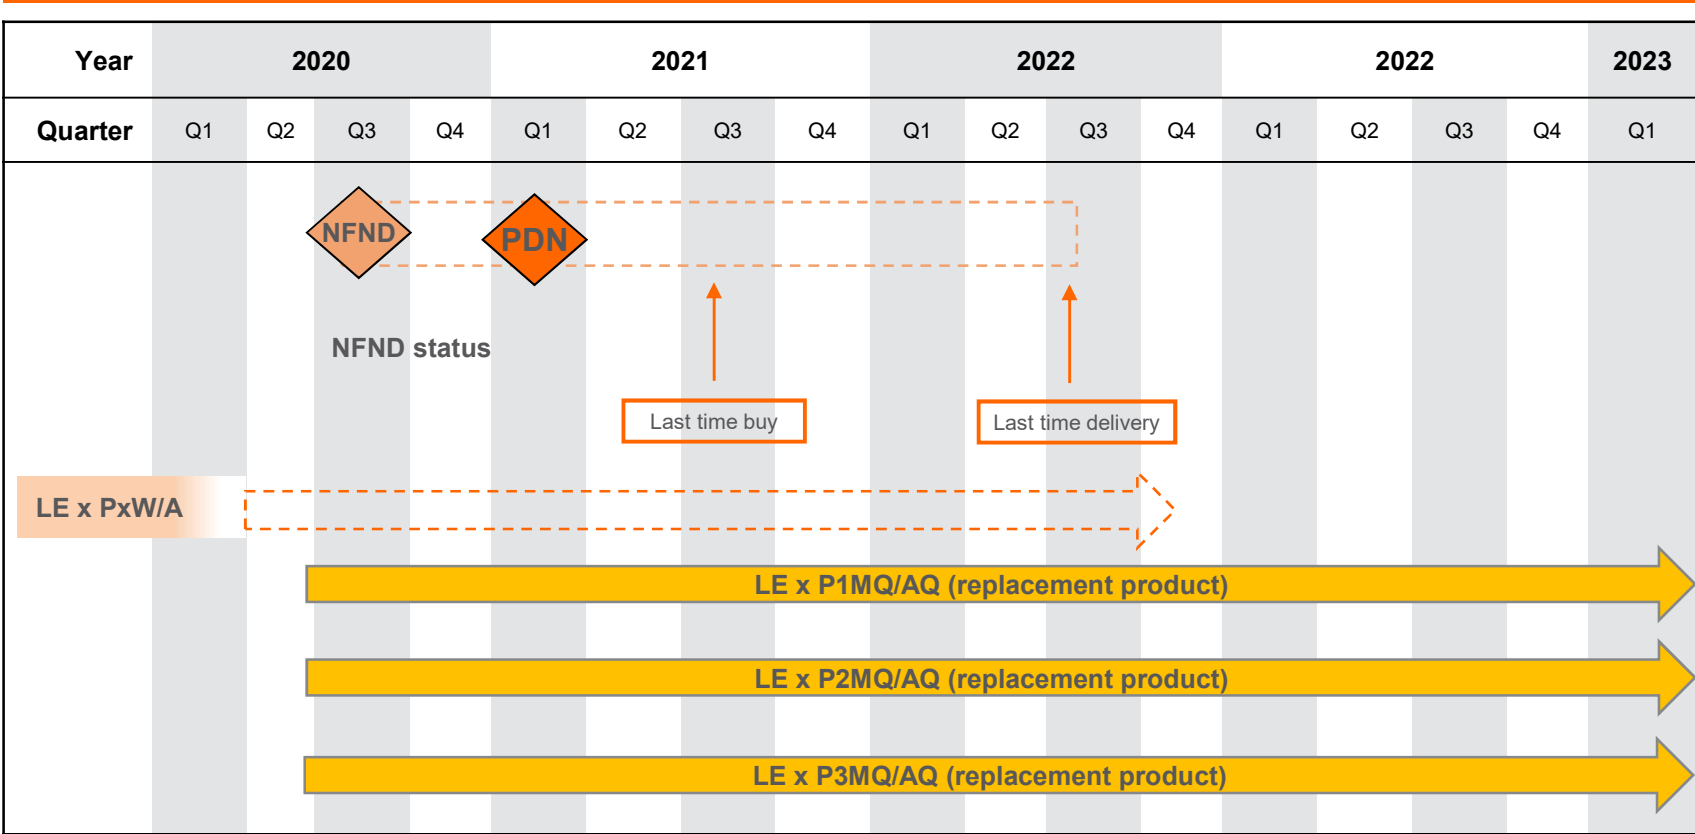 Year 2020 2021 2022 2022 2023
Quarter Q1 Q2 Q3 Q4 Q1 Q2 Q3 Q4 Q1 Q2 Q3 Q4 Q1 Q2 Q3 Q4 Q1
NFND PDN
NFND status
Last time buy Last time delivery
LE x PxW/A
LE x P1MQ/AQ (replacement product)
LE x P2MQ/AQ (replacement product)
LE x P3MQ/AQ (replacement product)